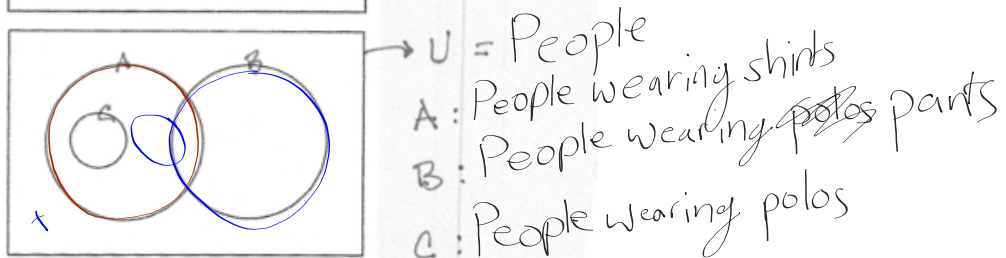 A B
C
U = People
A: People wearing shirts
B: People wearing polos pants
C: People wearing polos